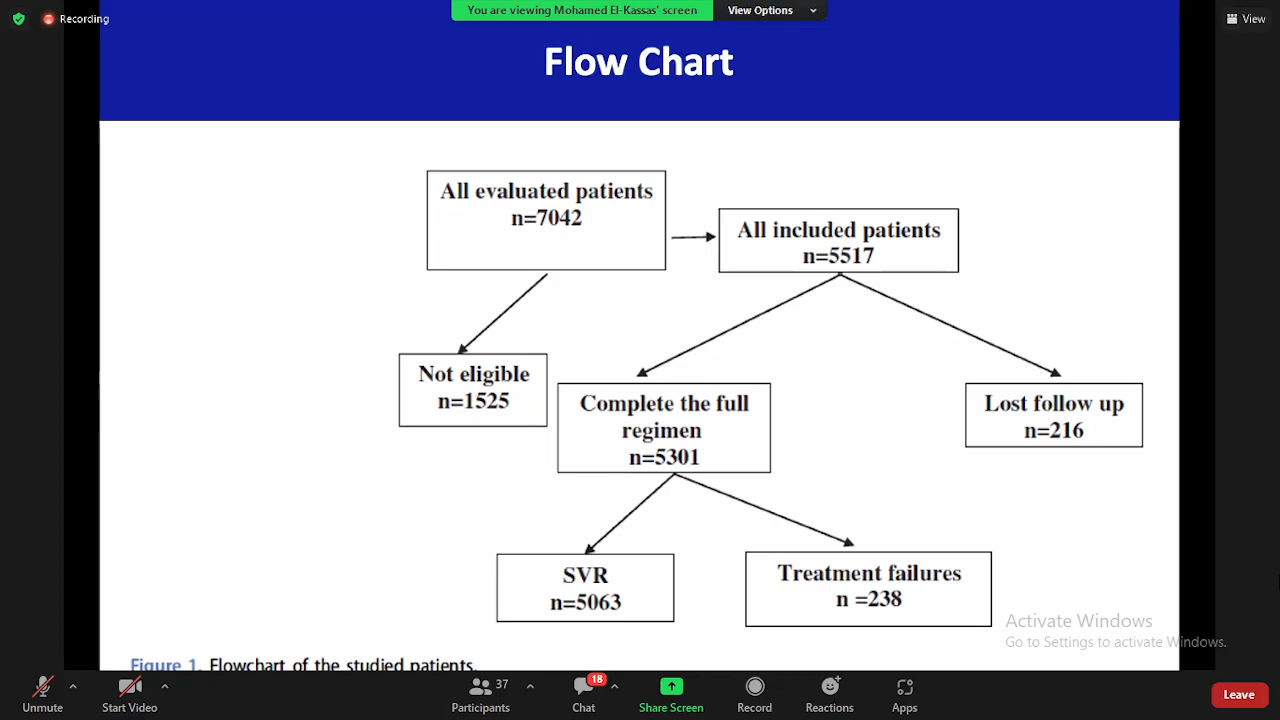 Recording
You are viewing Mohamed El-Kassas' screen
View Options
View
Flow Chart
All evaluated patients
n=7042
All included patients
n=5517
Not eligible
n=1525
Complete the full
regimen
n=5301
Lost follow up
n=216
SVR
n=5063
Treatment failures
n =238
Activate Windows
Go to Settings to activate Windows.
Figure 1. Flowchart of the studied patients.
Unmute
Start Video
37
Participants
18
Chat
Share Screen
Record
Reactions
Apps
Leave